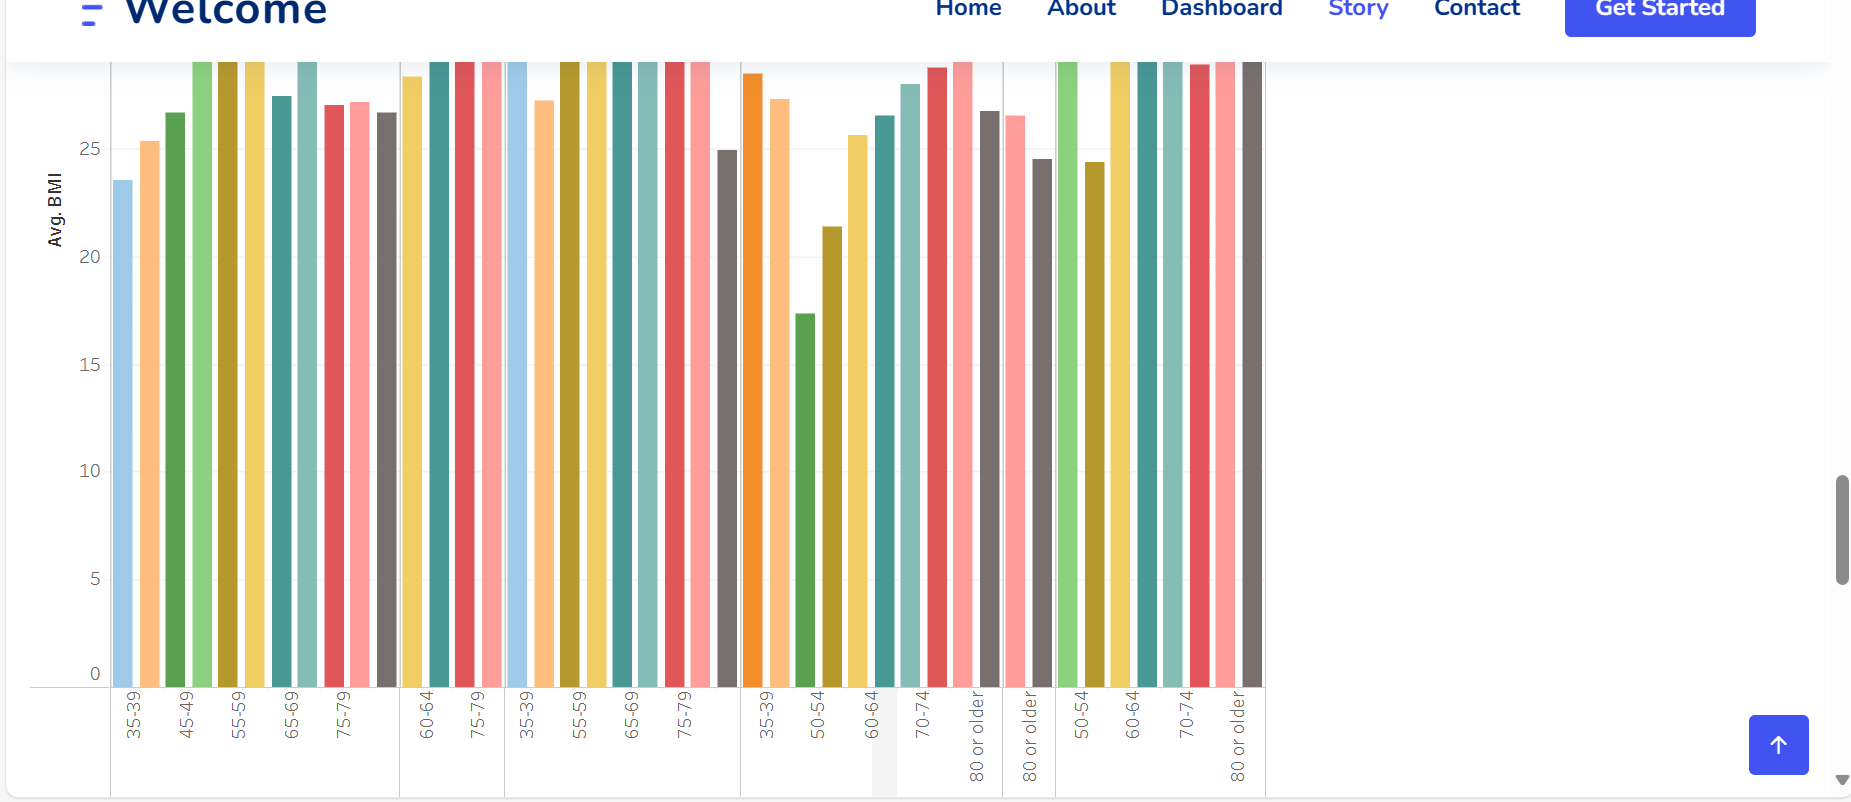 Welcome
Home About Dashboard Story Contact Get Started
Avg. BMI
25
20
15
10
5
0
35-39 45-49 55-59 65-69 75-79 60-64 75-79 35-39 55-59 65-69 75-79 35-39 50-54 60-64 70-74 80 or older 80 or older 50-54 60-64 70-74 80 or older